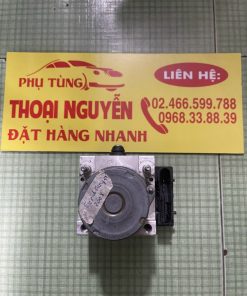 PHỤ TÙNG
THOẠI NGUYỄN
ĐẶT HÀNG NHANH
LIÊN HỆ:
02.466.599.788
0968.33.88.39